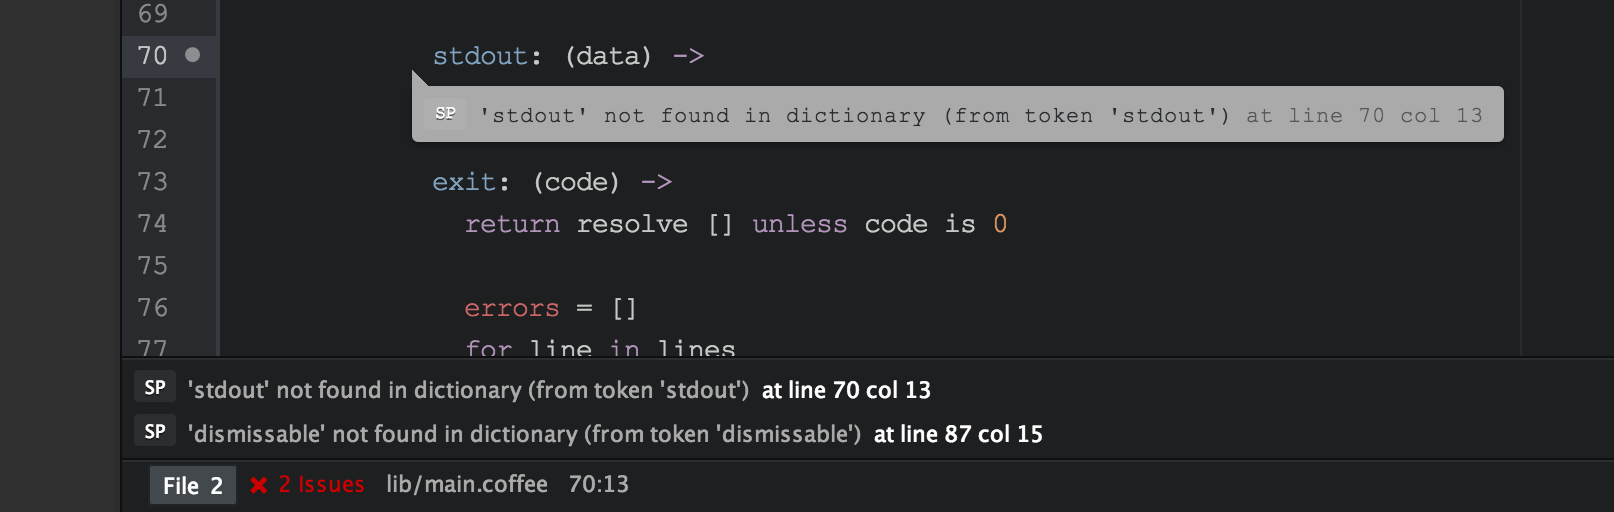 69
70 stdout: (data) ->
71 SP 'stdout' not found in dictionary (from token 'stdout') at line 70 col 13
72
73 exit: (code) ->
74 return resolve [] unless code is 0
75
76 errors = []
77 for line in lines
SP 'stdout' not found in dictionary (from token 'stdout') at line 70 col 13
SP 'dismissable' not found in dictionary (from token 'dismissable') at line 87 col 15
File 2 ✖ 2 Issues lib/main.coffee 70:13